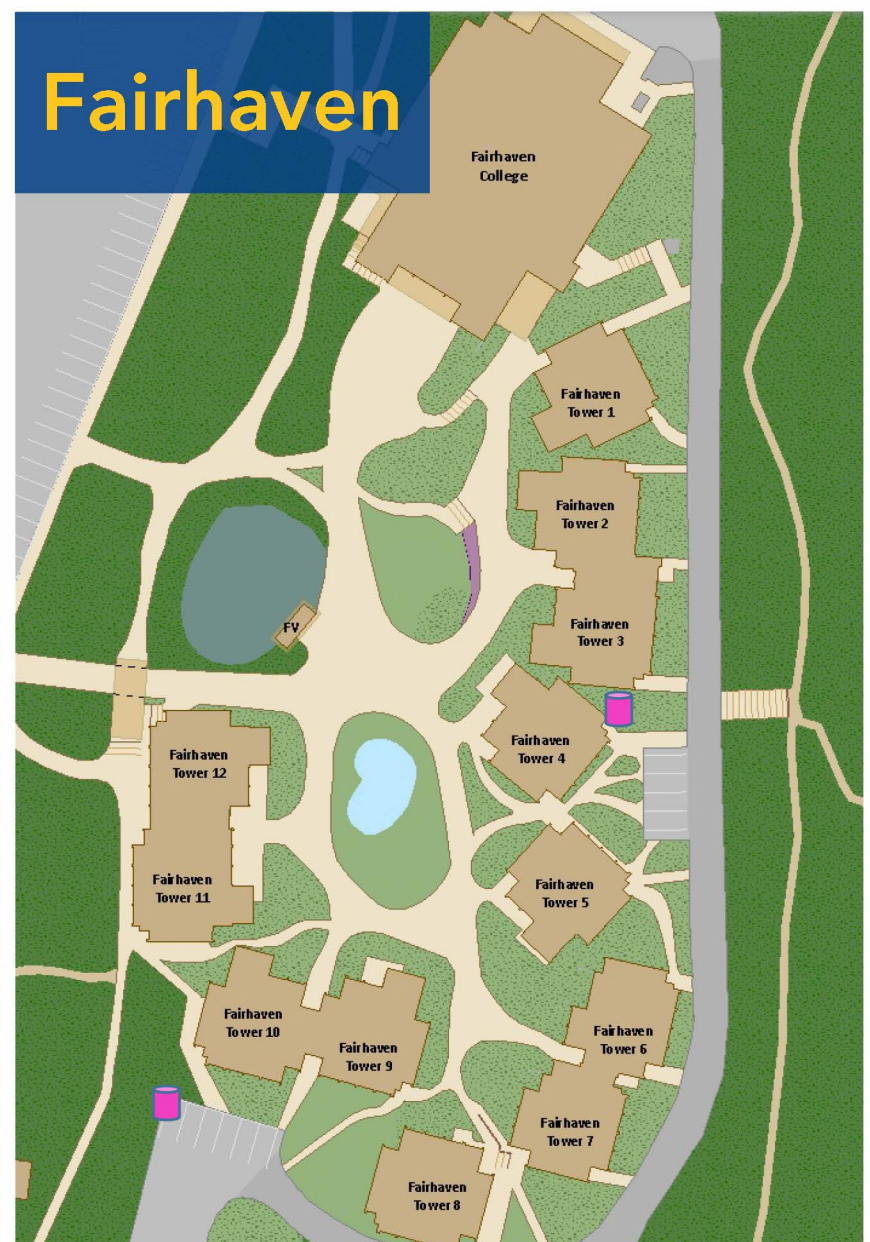 Fairhaven
Fairhaven
College
Fairhaven
Tower 1
Fairhaven
Tower 2
Fairhaven
Tower 3
FV
Fairhaven
Tower 4
Fairhaven
Tower 12
Fairhaven
Tower 11
Fairhaven
Tower 5
Fairhaven
Tower 10
Fairhaven
Tower 9
Fairhaven
Tower 6
Fairhaven
Tower 7
Fairhaven
Tower 8